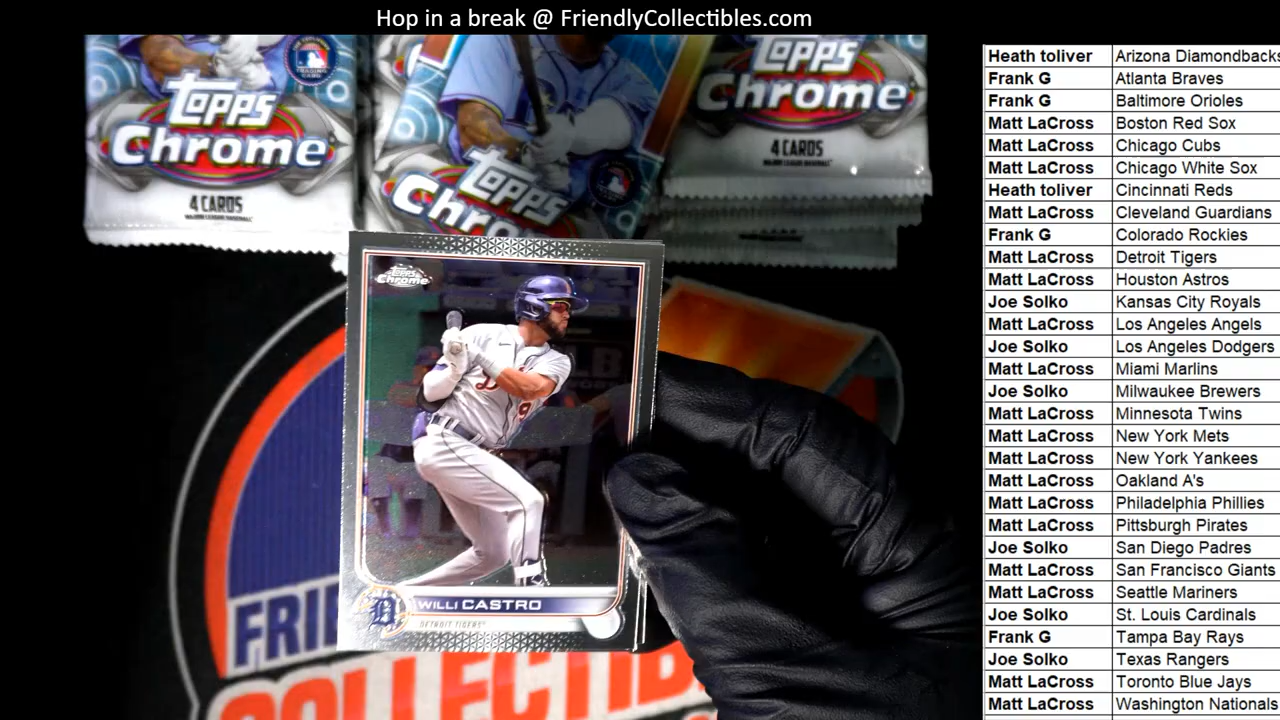 Hop in a break @ FriendlyCollectibles.com
TOPPS
Chrome
4 CARDS
MAJOR LEAGUE BASEBALL
TOPPS
TOPPS
Chrome
4 CARDS
MAJOR LEAGUE BASEBALL
Topps
Chrome
D
9
WILLI CASTRO
DETROIT TIGERS
Heath toliver Arizona Diamondbacks
Frank G Atlanta Braves
Frank G Baltimore Orioles
Matt LaCross Boston Red Sox
Matt LaCross Chicago Cubs
Matt LaCross Chicago White Sox
Heath toliver Cincinnati Reds
Matt LaCross Cleveland Guardians
Frank G Colorado Rockies
Matt LaCross Detroit Tigers
Matt LaCross Houston Astros
Joe Solko Kansas City Royals
Matt LaCross Los Angeles Angels
Joe Solko Los Angeles Dodgers
Matt LaCross Miami Marlins
Joe Solko Milwaukee Brewers
Matt LaCross Minnesota Twins
Matt LaCross New York Mets
Matt LaCross New York Yankees
Matt LaCross Oakland A's
Matt LaCross Philadelphia Phillies
Matt LaCross Pittsburgh Pirates
Joe Solko San Diego Padres
Matt LaCross San Francisco Giants
Matt LaCross Seattle Mariners
Joe Solko St. Louis Cardinals
Frank G Tampa Bay Rays
Joe Solko Texas Rangers
Matt LaCross Toronto Blue Jays
Matt LaCross Washington Nationals